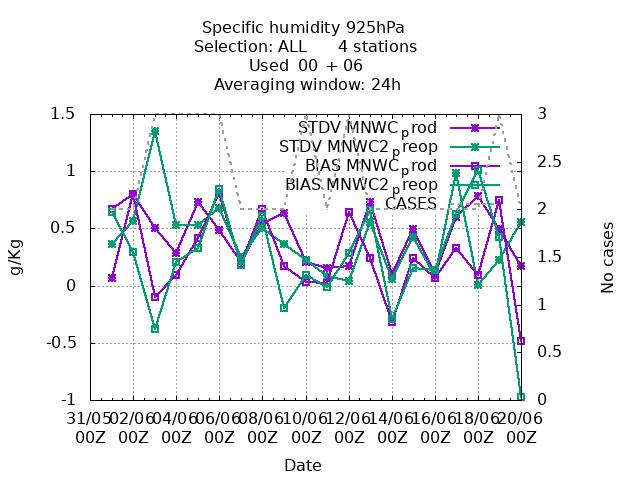 Specific humidity 925hPa
Selection: ALL 4 stations
Used 00 + 06
Averaging window: 24h
STDV MNWC_prod
STDV MNWC2_preop
BIAS MNWC_prod
BIAS MNWC2_preop
CASES
1.5
1
0.5
0
-0.5
-1
g/Kg
3
2.5
2
1.5
1
0.5
0
No cases
31/05 02/06 04/06 06/06 08/06 10/06 12/06 14/06 16/06 18/06 20/06
00Z 00Z 00Z 00Z 00Z 00Z 00Z 00Z 00Z 00Z 00Z
Date